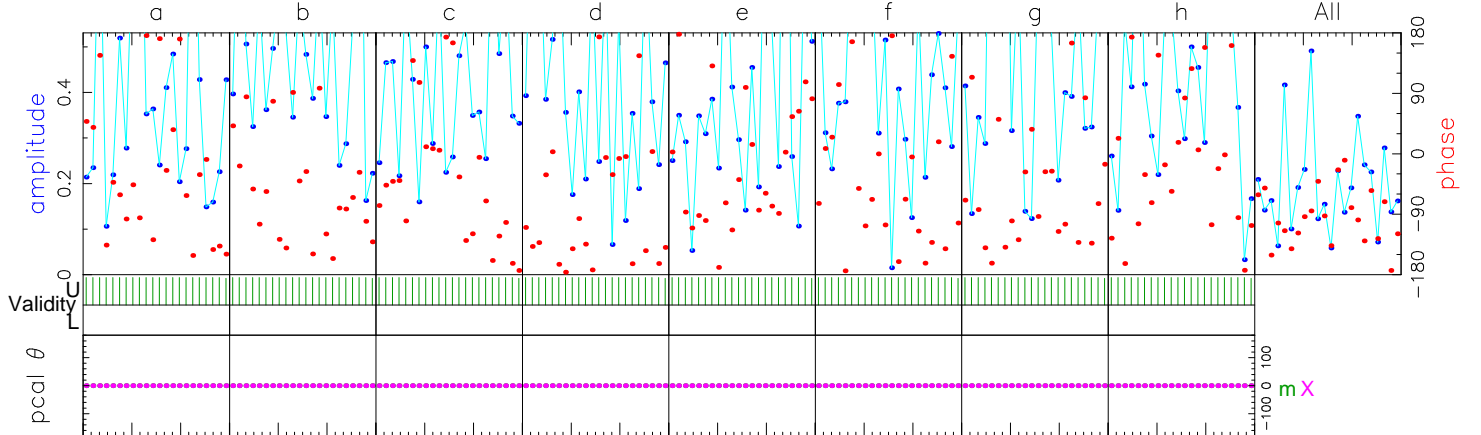 a b c d e f g h All
amplitude
0.4
0.2
0
180
90
0
−90
−180
phase
U
Validity
L
pcal θ
100
0
−100
m X